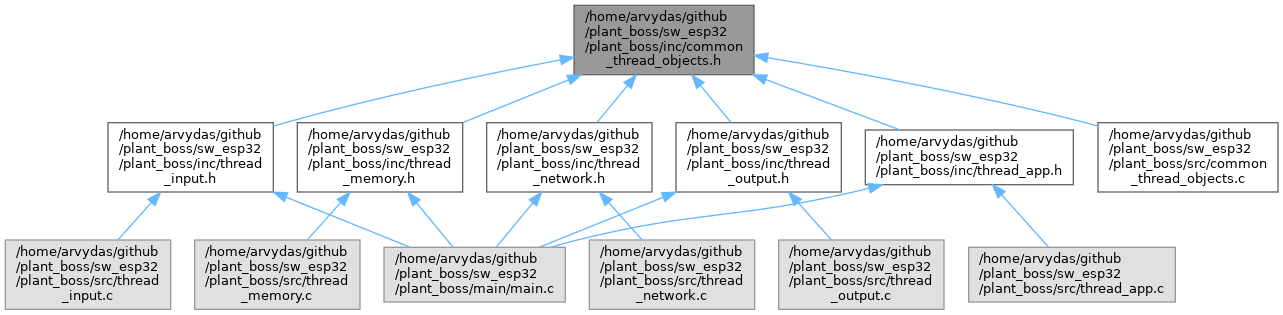 /home/arvydas/github
/plant_boss/sw_esp32
/plant_boss/inc/common
_thread_objects.h
/home/arvydas/github
/plant_boss/sw_esp32
/plant_boss/inc/thread
_input.h
/home/arvydas/github
/plant_boss/sw_esp32
/plant_boss/inc/thread
_memory.h
/home/arvydas/github
/plant_boss/sw_esp32
/plant_boss/inc/thread
_network.h
/home/arvydas/github
/plant_boss/sw_esp32
/plant_boss/inc/thread
_output.h
/home/arvydas/github
/plant_boss/sw_esp32
/plant_boss/inc/thread_app.h
/home/arvydas/github
/plant_boss/sw_esp32
/plant_boss/src/common
_thread_objects.c
/home/arvydas/github
/plant_boss/sw_esp32
/plant_boss/src/thread
_input.c
/home/arvydas/github
/plant_boss/sw_esp32
/plant_boss/src/thread
_memory.c
/home/arvydas/github
/plant_boss/sw_esp32
/plant_boss/main/main.c
/home/arvydas/github
/plant_boss/sw_esp32
/plant_boss/src/thread
_network.c
/home/arvydas/github
/plant_boss/sw_esp32
/plant_boss/src/thread
_output.c
/home/arvydas/github
/plant_boss/sw_esp32
/plant_boss/src/thread_app.c